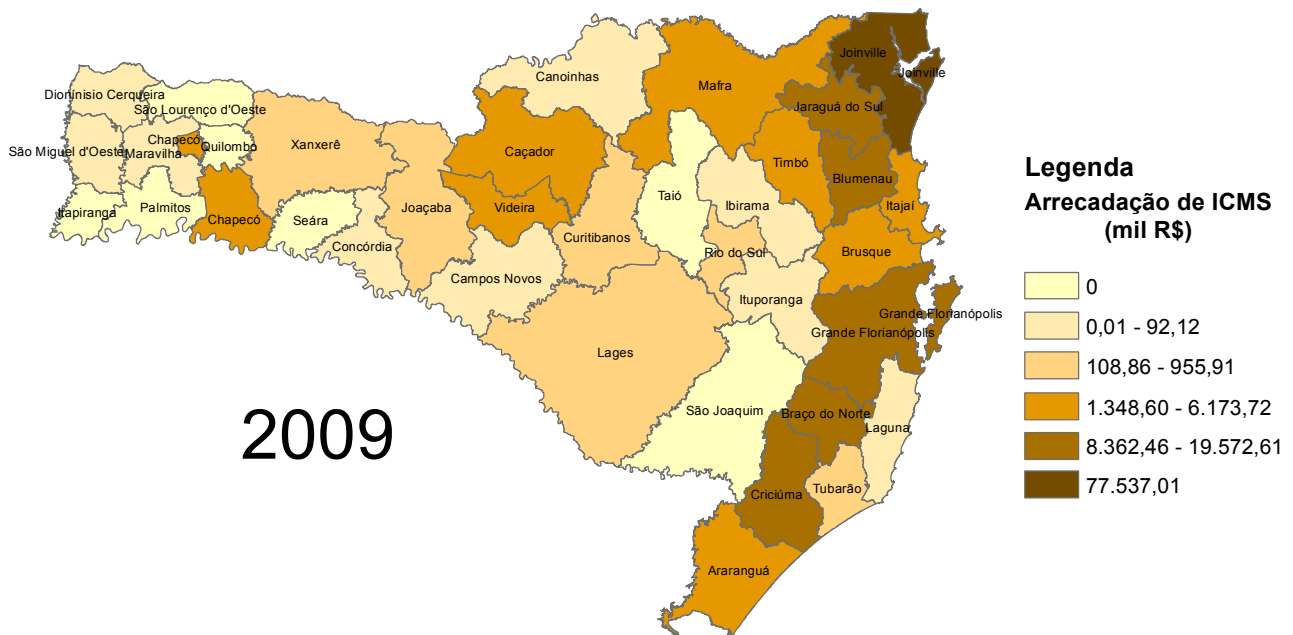 Joinville
Joinville
Canoinhas
Mafra
Dionísio Cerqueira
São Lourenço d'Oeste
Jaraguá do Sul
Chapecó
Quilombo
Xanxerê
São Miguel d'Oeste
Maravilha
Caçador
Timbó
Blumenau
Taió
Ibirama
Itapiranga
Palmitos
Chapecó
Seára
Joaçaba
Videira
Itajaí
Concórdia
Curitibanos
Rio do Sul
Brusque
Campos Novos
Ituporanga
Grande Florianópolis
Grande Florianópolis
Lages
São Joaquim
Braço do Norte
Laguna
2009
Criciúma
Tubarão
Araranguá
Legenda
Arrecadação de ICMS
(mil R$)
0
0,01 - 92,12
108,86 - 955,91
1.348,60 - 6.173,72
8.362,46 - 19.572,61
77.537,01